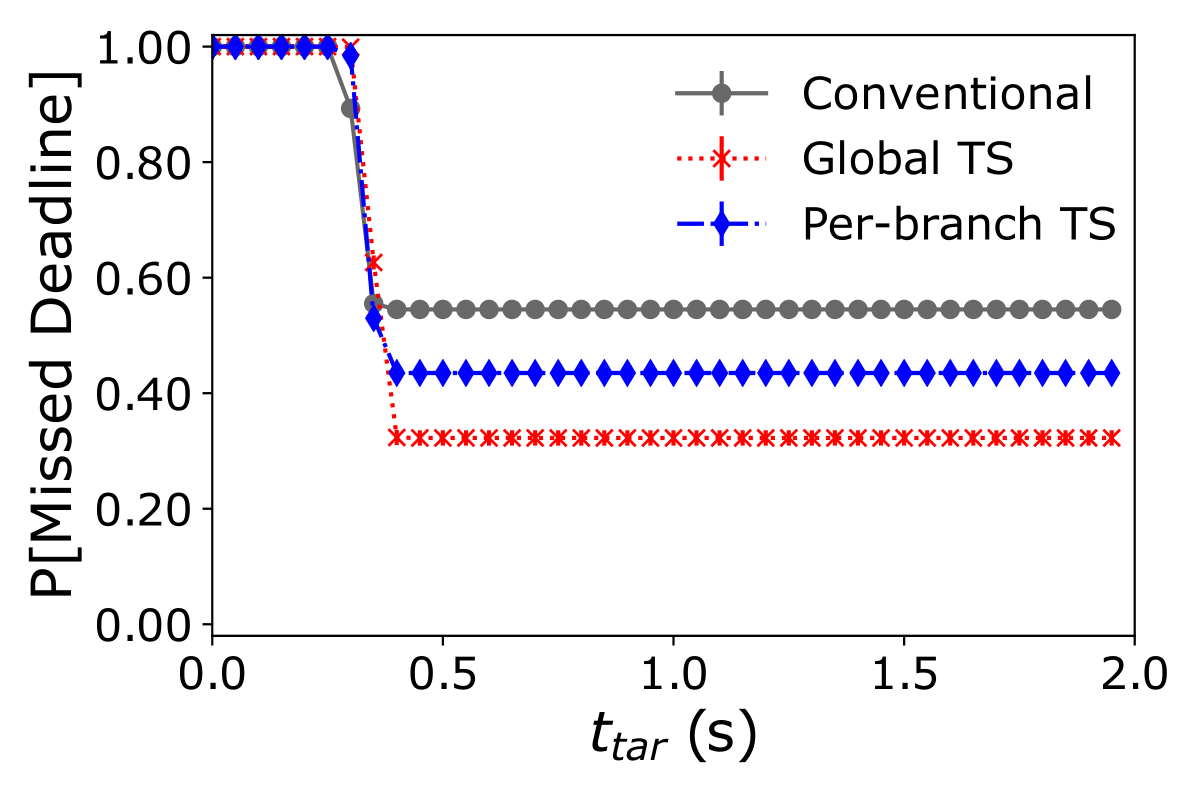 P[Missed Deadline]
1.00
0.80
0.60
0.40
0.20
0.00
Conventional
Global TS
Per-branch TS
0.0 0.5 1.0 1.5 2.0
t_tar (s)